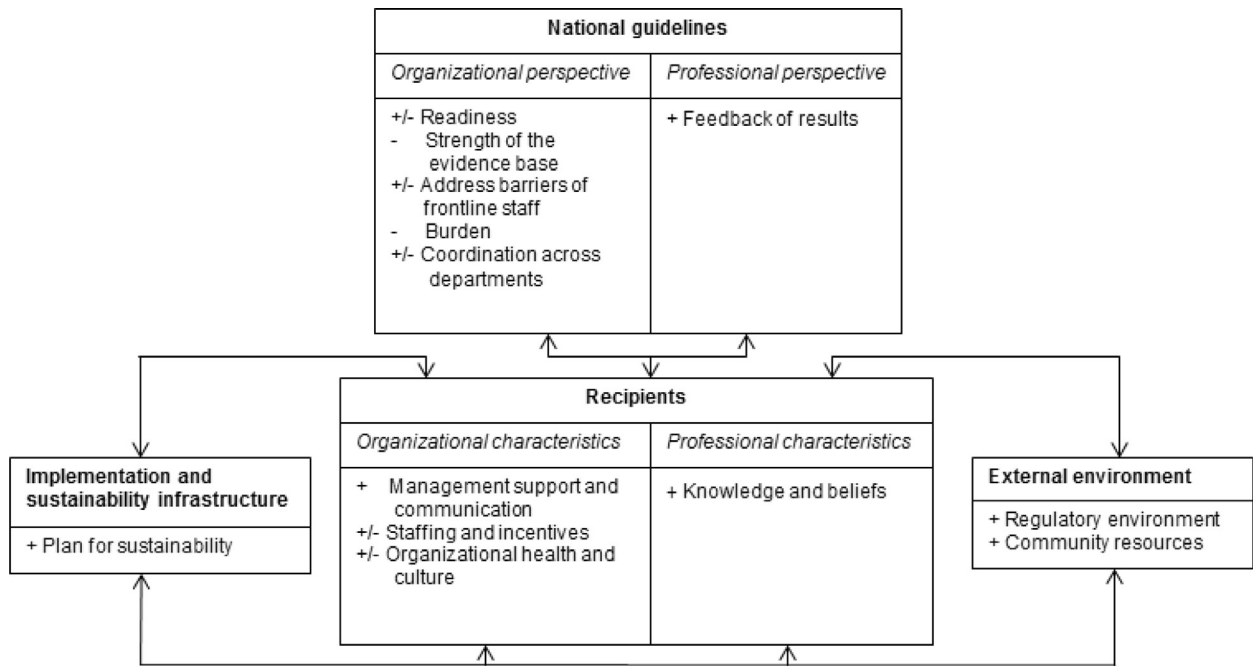 National guidelines
Organizational perspective
+/- Readiness
- Strength of the
evidence base
+/- Address barriers of
frontline staff
- Burden
+/- Coordination across
departments
Professional perspective
+ Feedback of results
Recipients
Organizational characteristics
+ Management support and
communication
+/- Staffing and incentives
+/- Organizational health and
culture
Professional characteristics
+ Knowledge and beliefs
Implementation and
sustainability infrastructure
+ Plan for sustainability
External environment
+ Regulatory environment
+ Community resources